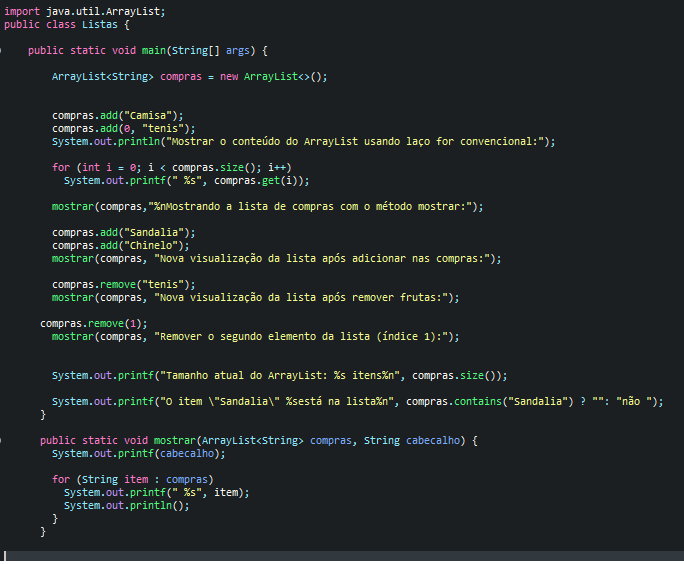 import java.util.ArrayList;
public class Listas {
public static void main(String[] args) {
ArrayList<String> compras = new ArrayList<>();
compras.add("Camisa");
compras.add(0, "tenis");
System.out.println("Mostrar o conteúdo do ArrayList usando laço for convencional:");
for (int i = 0; i < compras.size(); i++)
System.out.printf(" %s", compras.get(i));
mostrar(compras,"%nMostrando a lista de compras com o método mostrar:");
compras.add("Sandalia");
compras.add("Chinelo");
mostrar(compras, "Nova visualização da lista após adicionar nas compras:");
compras.remove("tenis");
mostrar(compras, "Nova visualização da lista após remover frutas:");
compras.remove(1);
mostrar(compras, "Remover o segundo elemento da lista (índice 1):");
System.out.printf("Tamanho atual do ArrayList: %s itens%n", compras.size());
System.out.printf("O item \"Sandalia\" %sestá na lista%n", compras.contains("Sandalia") ? "": "não ");
}
public static void mostrar(ArrayList<String> compras, String cabecalho) {
System.out.printf(cabecalho);
for (String item : compras)
System.out.printf(" %s", item);
System.out.println();
}
}